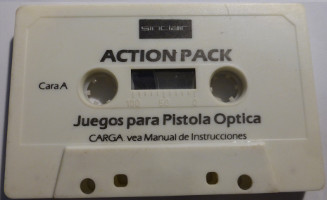 sinclair
ACTION PACK
Cara A
Juegos para Pistola Optica
CARGA vea Manual de Instrucciones